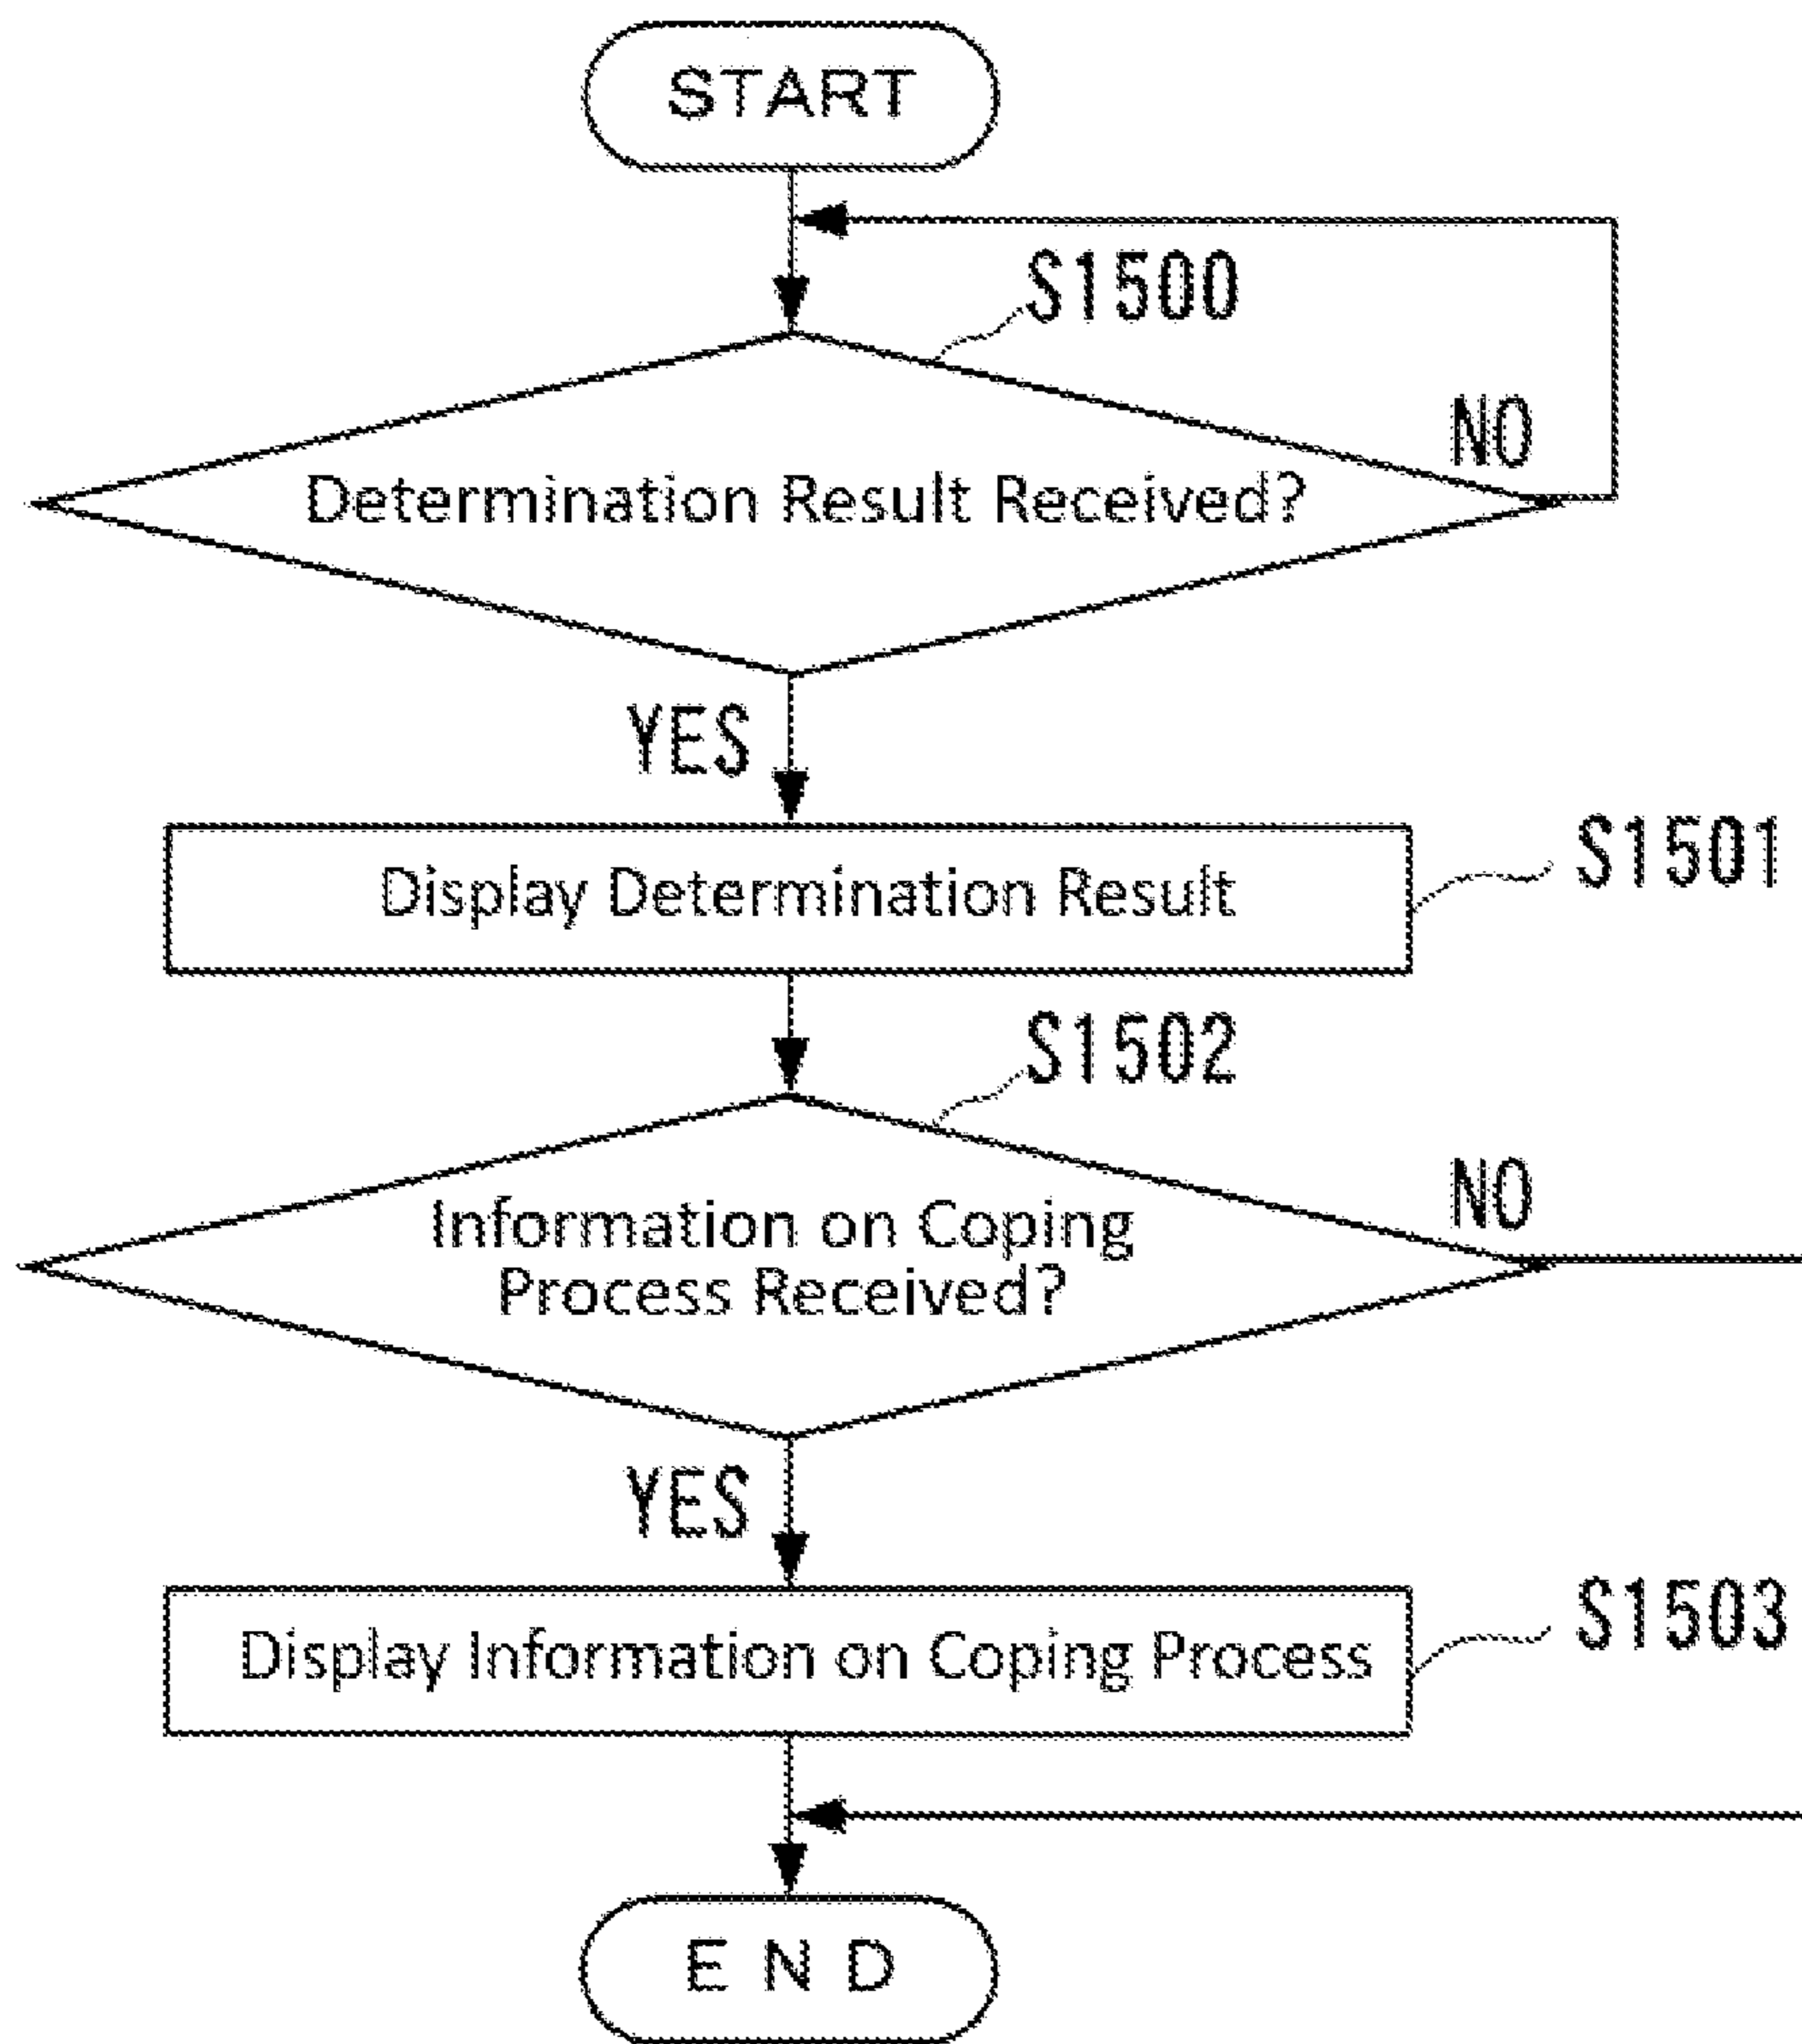 START
S1500
NO
Determination Result Received?
YES
Display Determination Result
S1501
S1502
NO
Information on Coping
Process Received?
YES
Display Information on Coping Process
S1503
END